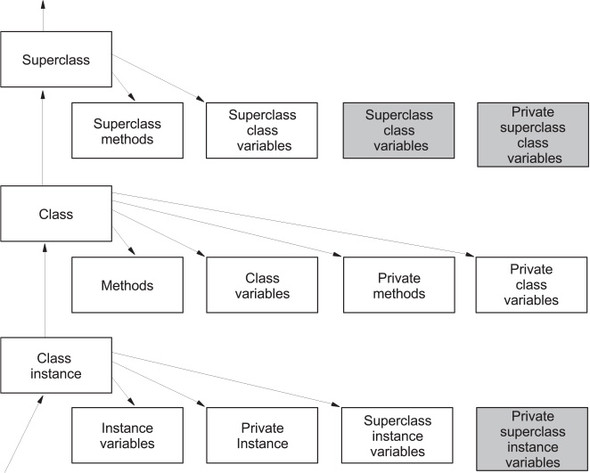 Superclass
Superclass
methods
Superclass
class
variables
Superclass
class
variables
Private
superclass
class
variables
Class
Methods
Class
variables
Private
methods
Private
class
variables
Class
instance
Instance
variables
Private
Instance
Superclass
instance
variables
Private
superclass
instance
variables